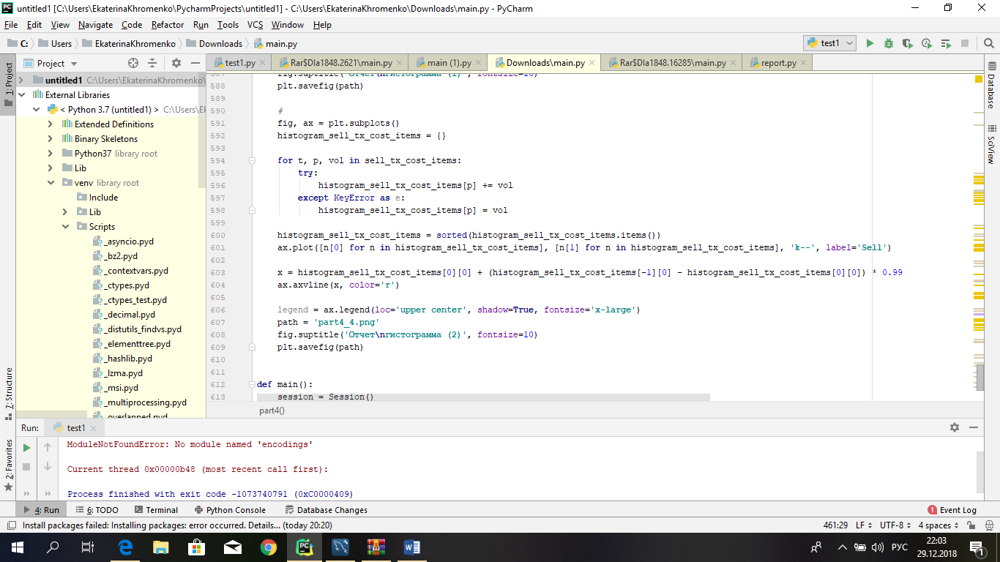 untitled1 [C:\Users\EkaterinaKhromenko\PycharmProjects\untitled1] - C:\Users\EkaterinaKhromenko\Downloads\main.py - PyCharm
File Edit View Navigate Code Refactor Run Tools VCS Window Help
C: Users EkaterinaKhromenko Downloads main.py test1
Project test1.py Rar$DIa1848.2621\main.py main (1).py Downloads\main.py Rar$DIa1848.16285\main.py report.py
1: Project
7: Structure
2: Favorites
Database
SciView
untitled1 C:\Users\EkaterinaKhromenko
External Libraries
< Python 3.7 (untitled1) > C:\Users\E
Extended Definitions
Binary Skeletons
Python37 library root
Lib
venv library root
Include
Lib
Scripts
_asyncio.pyd
_bz2.pyd
_contextvars.pyd
_ctypes.pyd
_ctypes_test.pyd
_decimal.pyd
_distutils_findvs.pyd
_elementtree.pyd
_hashlib.pyd
_lzma.pyd
_msi.pyd
_multiprocessing.pyd
_overlapped.pyd
587 fig.suptitle('Отчет\nгистограмма (1)', fontsize=10)
588 plt.savefig(path)
589
590 #
591 fig, ax = plt.subplots()
592 histogram_sell_tx_cost_items = {}
593
594 for t, p, vol in sell_tx_cost_items:
595 try:
596 histogram_sell_tx_cost_items[p] += vol
597 except KeyError as e:
598 histogram_sell_tx_cost_items[p] = vol
599
600 histogram_sell_tx_cost_items = sorted(histogram_sell_tx_cost_items.items())
601 ax.plot([n[0] for n in histogram_sell_tx_cost_items], [n[1] for n in histogram_sell_tx_cost_items], 'k--', label='Sell')
602
603 x = histogram_sell_tx_cost_items[0][0] + (histogram_sell_tx_cost_items[-1][0] - histogram_sell_tx_cost_items[0][0]) * 0.99
604 ax.axvline(x, color='r')
605
606 legend = ax.legend(loc='upper center', shadow=True, fontsize='x-large')
607 path = 'part4_4.png'
608 fig.suptitle('Отчет\nгистограмма (2)', fontsize=10)
609 plt.savefig(path)
610
611
612 def main():
613 session = Session()
part4()
Run: test1
ModuleNotFoundError: No module named 'encodings'
Current thread 0x00000b48 (most recent call first):
Process finished with exit code -1073740791 (0xC0000409)
4: Run 6: TODO Terminal Python Console Database Changes 1 Event Log
Install packages failed: Installing packages: error occurred. Details... (today 20:20) 461:29 LF UTF-8 4 spaces
РУС 22:03
29.12.2018 1